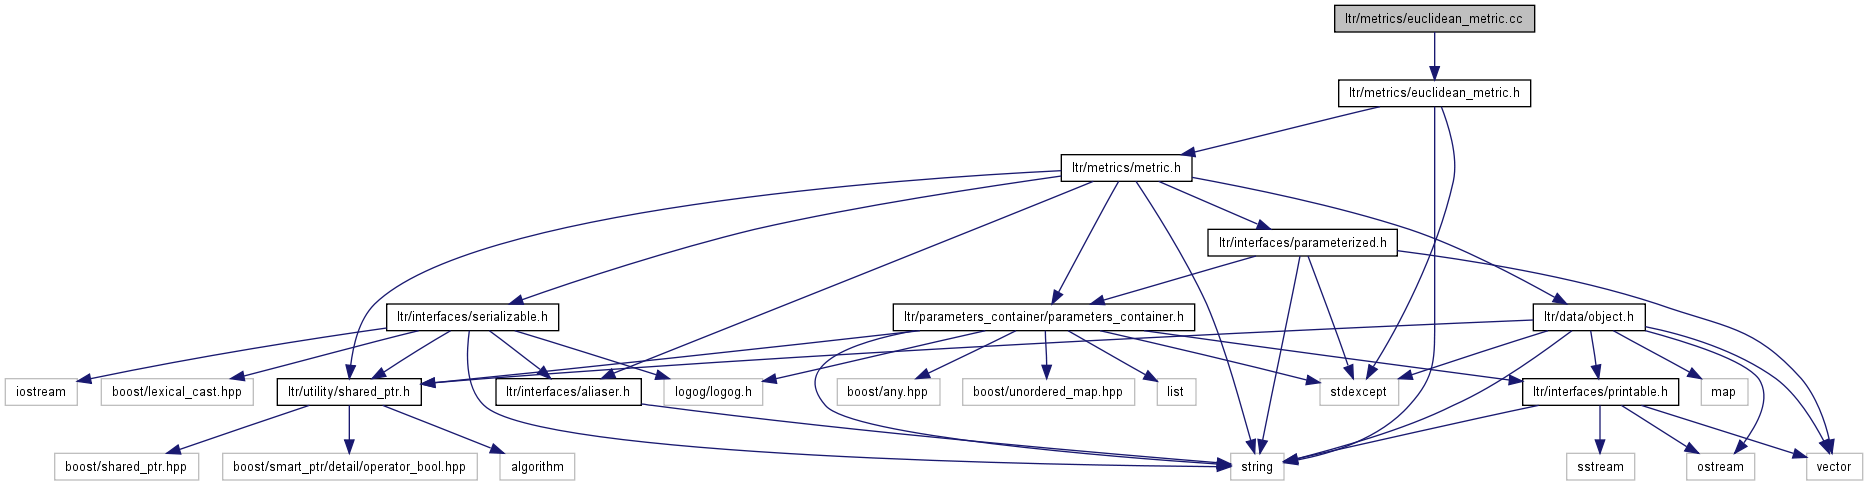 ltr/metrics/euclidean_metric.cc
ltr/metrics/euclidean_metric.h
ltr/metrics/metric.h
ltr/interfaces/parameterized.h
ltr/interfaces/serializable.h
ltr/parameters_container/parameters_container.h
ltr/data/object.h
iostream
boost/lexical_cast.hpp
ltr/utility/shared_ptr.h
ltr/interfaces/aliaser.h
logog/logog.h
boost/any.hpp
boost/unordered_map.hpp
list
stdexcept
ltr/interfaces/printable.h
map
boost/shared_ptr.hpp
boost/smart_ptr/detail/operator_bool.hpp
algorithm
string
sstream
ostream
vector